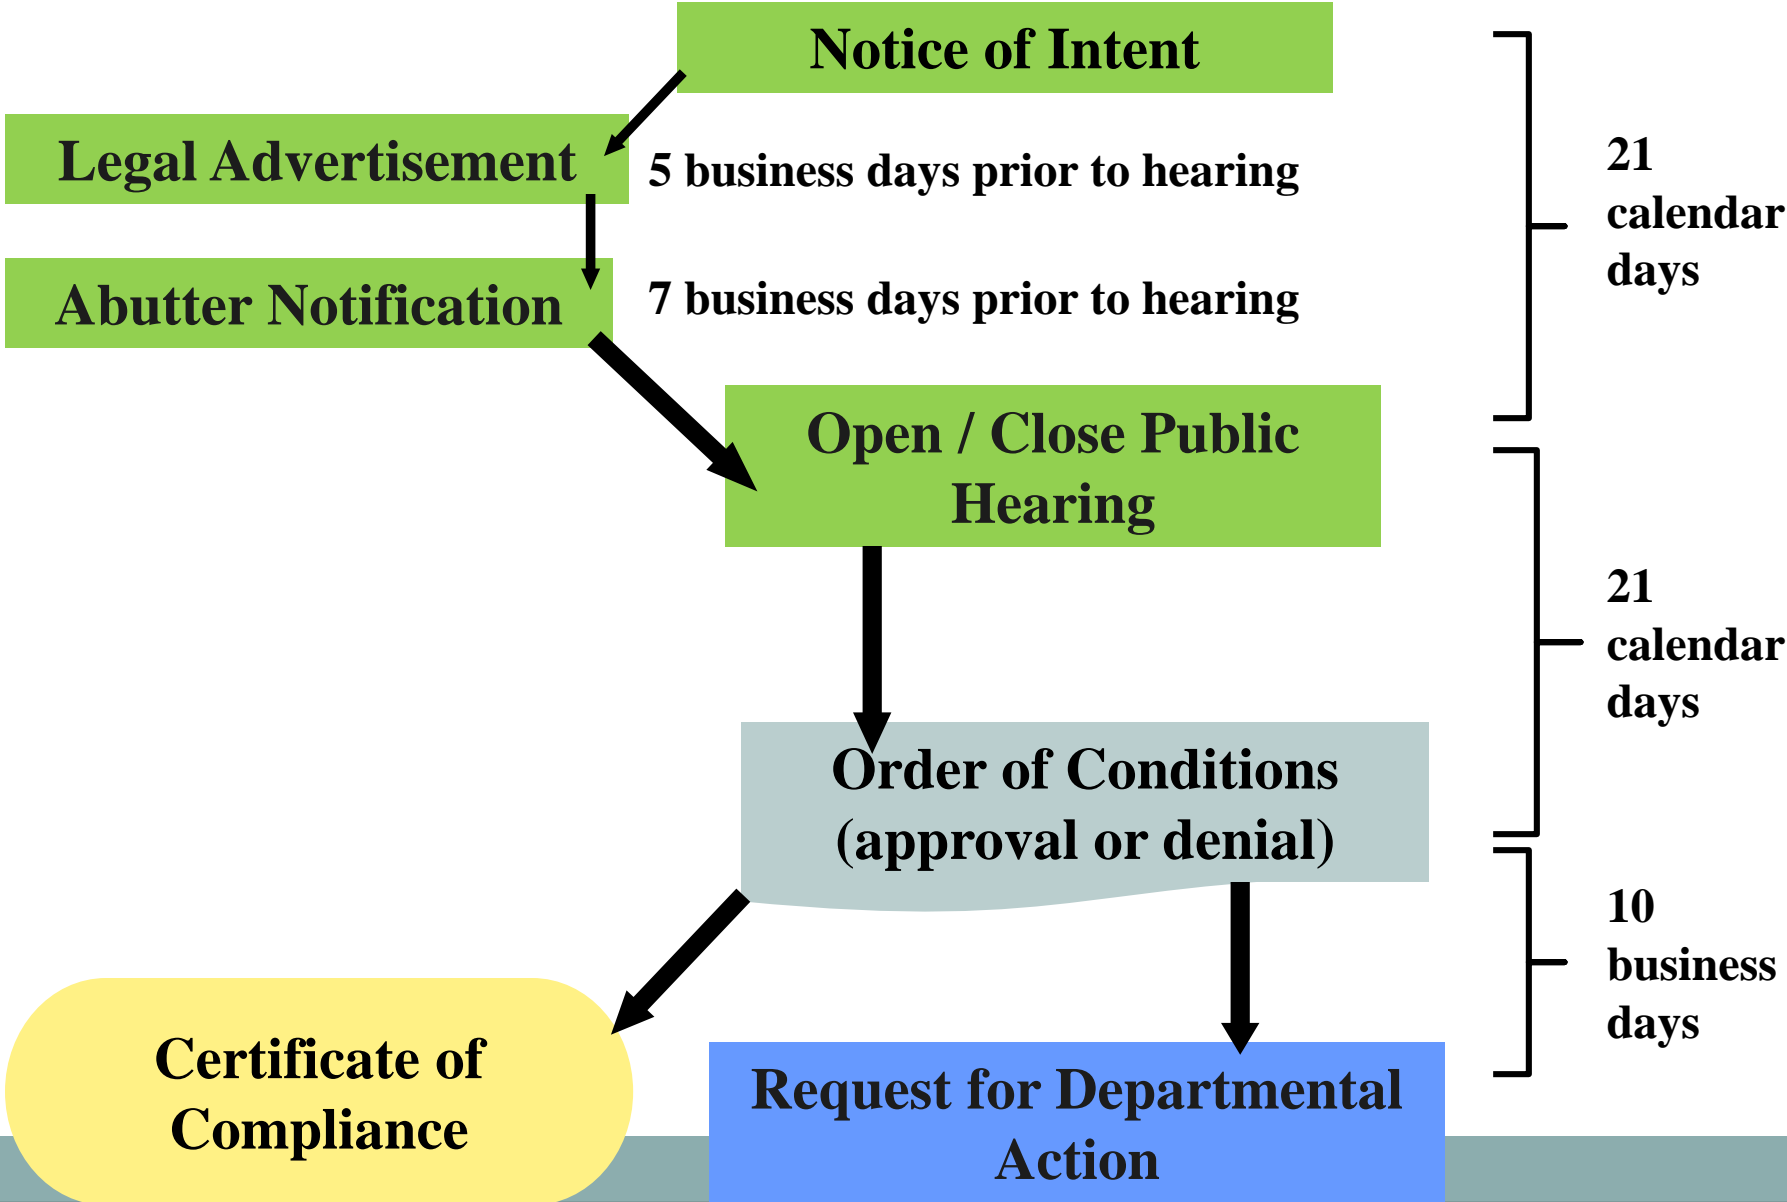 Notice of Intent
Legal Advertisement
5 business days prior to hearing
21
calendar
days
Abutter Notification
7 business days prior to hearing
Open / Close Public
Hearing
21
calendar
days
Order of Conditions
(approval or denial)
10
business
days
Certificate of
Compliance
Request for Departmental
Action